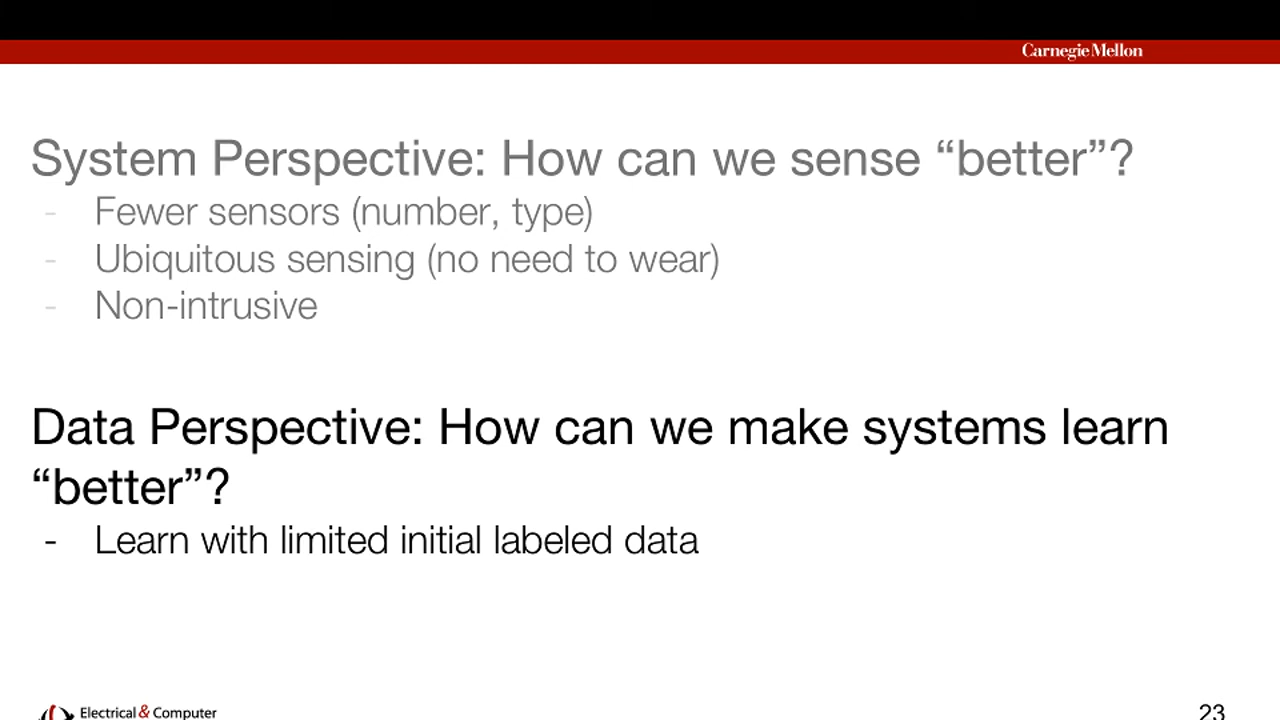 Carnegie Mellon
System Perspective: How can we sense “better”?
- Fewer sensors (number, type)
- Ubiquitous sensing (no need to wear)
- Non-intrusive
Data Perspective: How can we make systems learn
“better”?
- Learn with limited initial labeled data
Electrical & Computer
23